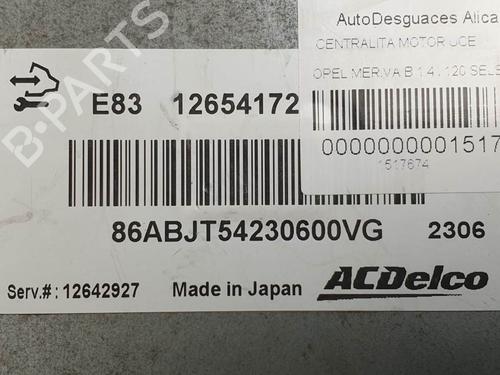 AutoDesguaces Alica
CENTRALITA MOTOR UCE
OPEL MERIVA B 1.4 . 120 SELE
0000000001517
1517674
E83 12654172
86ABJT54230600VG 2306
Serv.#: 12642927 Made in Japan ACDelco
B-PARTS